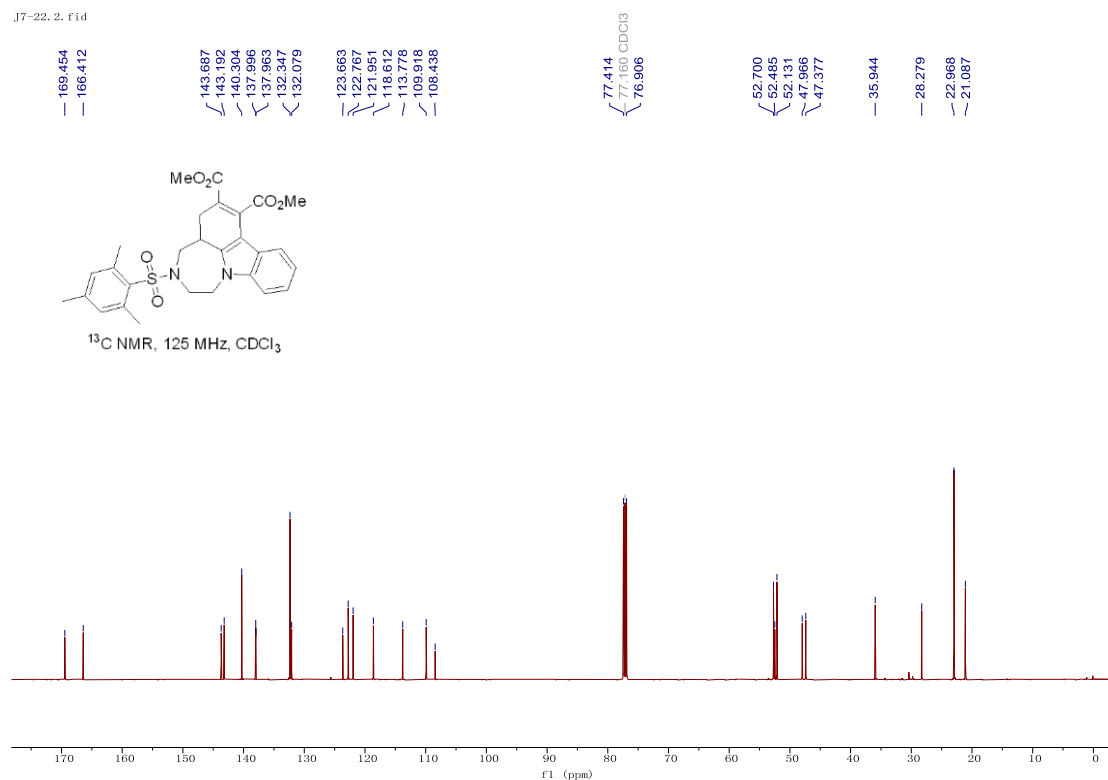 J7-22.2.fid
169.454
166.412
143.687
143.192
140.304
137.996
137.963
132.347
132.079
123.663
122.767
121.951
118.612
113.778
109.918
108.438
77.414
77.160 CDCl3
76.906
52.700
52.485
52.131
47.966
47.377
35.944
28.279
22.968
21.087
MeO₂C
CO₂Me
O
S
N
N
O
¹³C NMR, 125 MHz, CDCl₃
170 160 150 140 130 120 110 100 90 80 70 60 50 40 30 20 10 0
f1 (ppm)